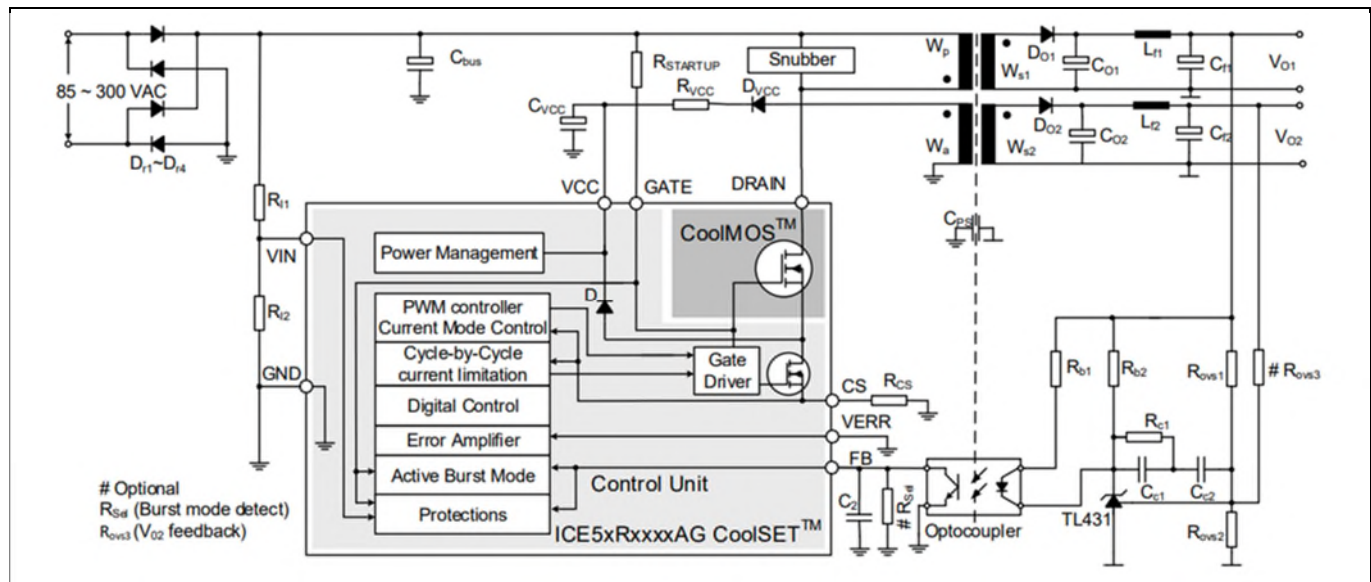 85 ~ 300 VAC
Dr1~Dr4
Cbus
RSTARTUP
Snubber
Wp
Ws1
DO1
CO1
Lf1
Cf1
VO1
RVCC
DVCC
CVCC
Wa
Ws2
DO2
CO2
Lf2
Cf2
VO2
RI1
VCC
GATE
DRAIN
CPS
VIN
Power Management
CoolMOS™
RI2
D
PWM controller
Current Mode Control
Cycle-by-Cycle
current limitation
Gate
Driver
Rb1
Rb2
Rovs1
# Rovs3
GND
CS
RCS
Digital Control
VERR
Rc1
Error Amplifier
FB
Active Burst Mode
Control Unit
Cc1
Cc2
# Optional
RSel (Burst mode detect)
Rovs3 (V02 feedback)
Protections
C2
# RSel
TL431
Optocoupler
Rovs2
ICE5xRxxxxAG CoolSET™